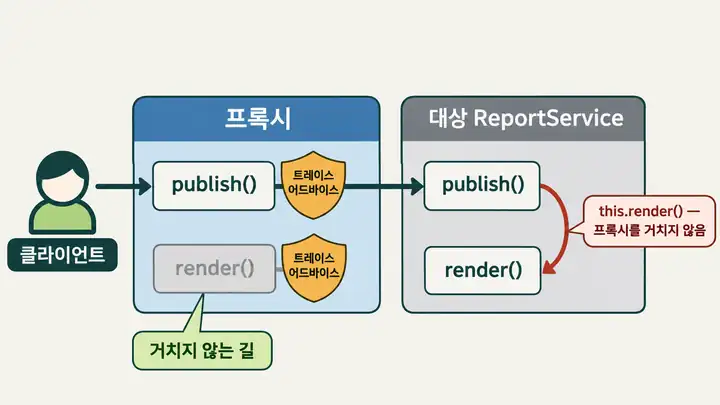 프록시
대상 ReportService
publish()
트레이스
어드바이스
publish()
this.render() —
프록시를 거치지 않음
클라이언트
render()
트레이스
어드바이스
render()
거치지 않는 길